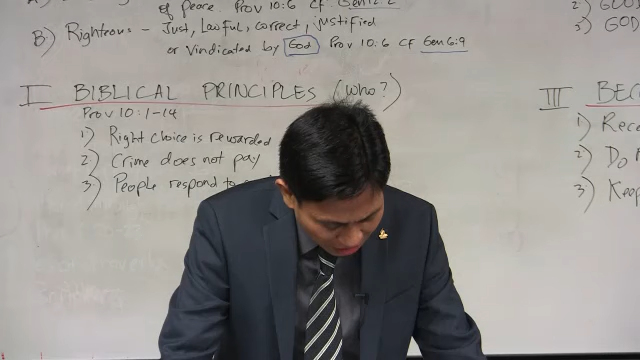 of Peace. Prov 10:6 CF. Gen 12:2
2) GOD
B) Righteous - Just, Lawful, correct, justified
3) GOD
or vindicated by God Prov 10:6 CF Gen 6:9
I BIBLICAL PRINCIPLES (Who?)
Prov 10:1-14
1) Right choice is rewarded
2) Crime does not pay
3) People respond to
III
1) Rece
2) Do
3) Keep